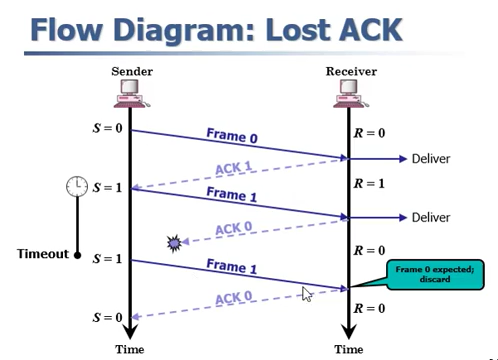 Flow Diagram: Lost ACK
Sender
Receiver
S = 0
Frame 0
R = 0
ACK 1
Deliver
S = 1
Frame 1
R = 1
ACK 0
Deliver
Timeout
S = 1
Frame 1
R = 0
Frame 0 expected;
discard
ACK 0
S = 0
R = 0
Time
Time